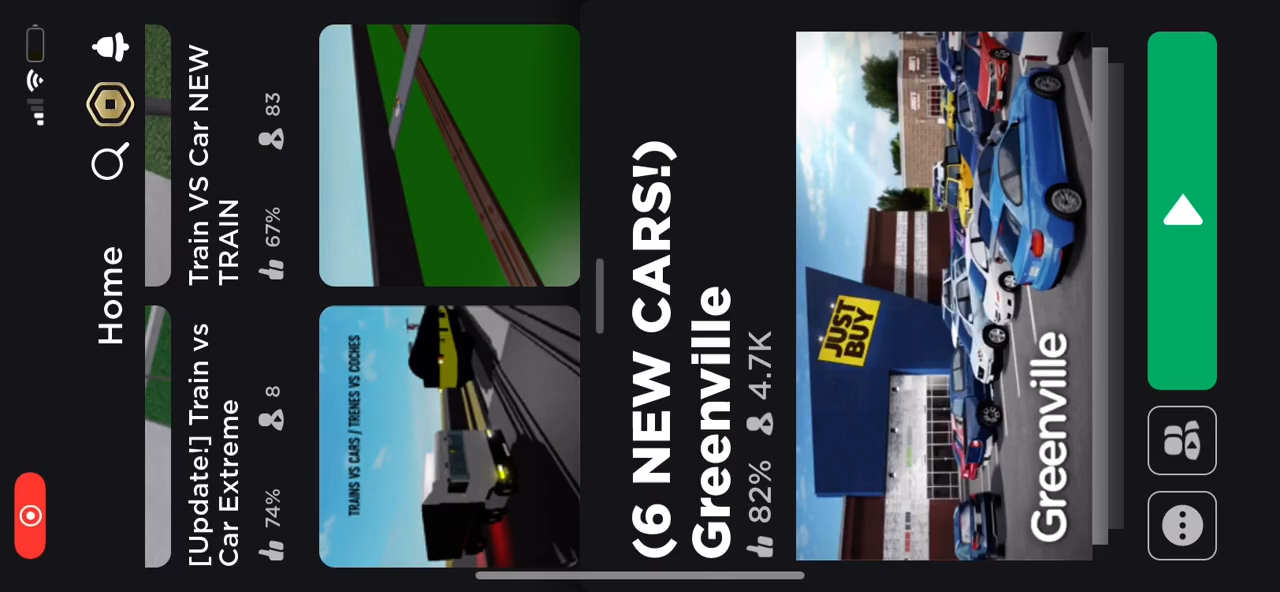 Home
[Update!] Train vs
Car Extreme
74% 8
Train VS Car NEW
TRAIN
67% 83
TRAINS VS CARS / TRENES VS COCHES
(6 NEW CARS!)
Greenville
82% 4.7K
JUST
BUY
Greenville